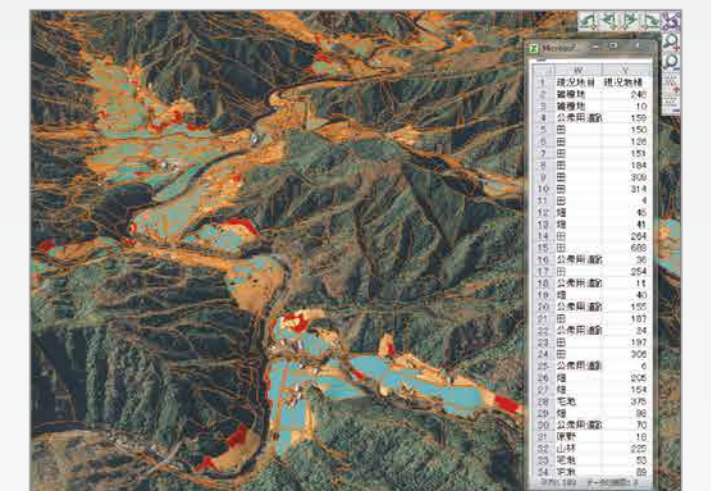 W V
1 現況地目 現況地積
2 雑種地 246
3 雑種地 10
4 公衆用道路 159
5 田 150
6 田 126
7 田 151
8 田 184
9 田 309
10 田 314
11 田 4
12 畑 45
13 畑 41
14 田 264
15 田 689
16 公衆用道路 36
17 田 254
18 公衆用道路 11
19 畑 40
20 公衆用道路 155
21 田 187
22 公衆用道路 24
23 田 197
24 田 306
25 公衆用道路 6
26 畑 205
27 畑 154
28 宅地 375
29 畑 98
30 公衆用道路 70
31 原野 18
32 山林 225
33 宅地 53
34 宅地 89